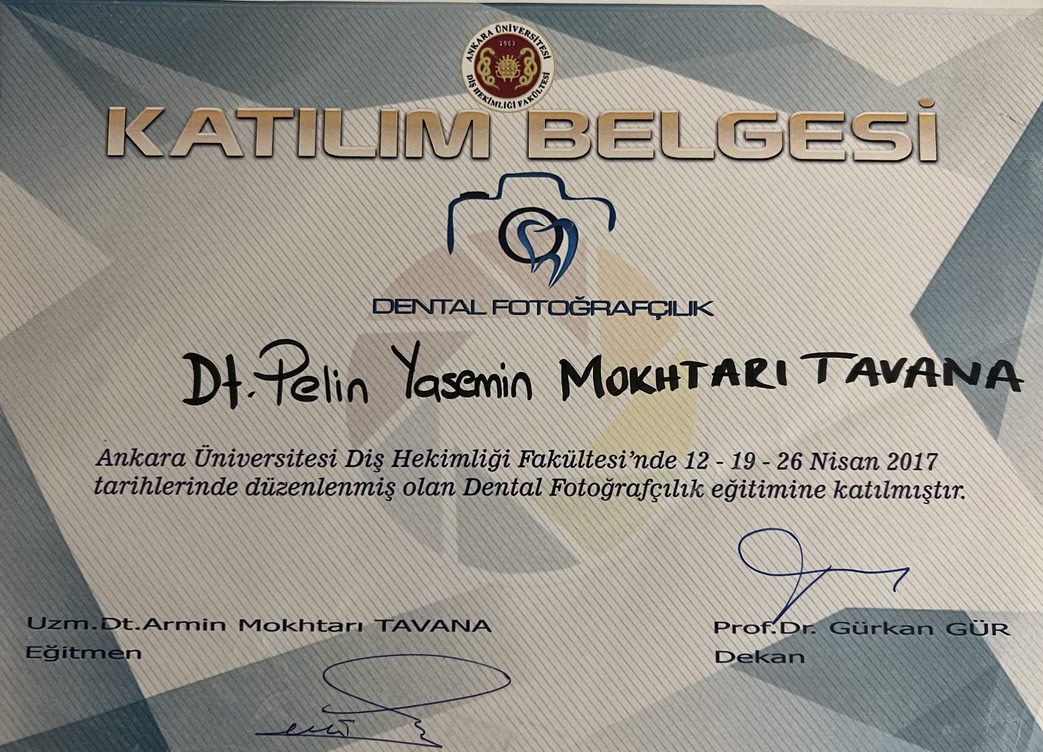 ANKARA ÜNİVERSİTESİ
1963
DİŞ HEKİMLİĞİ FAKÜLTESİ
KATILIM BELGESİ
DENTAL FOTOĞRAFÇILIK
Dt. Pelin Yasemin MOKHTARI TAVANA
Ankara Üniversitesi Diş Hekimliği Fakültesi'nde 12 - 19 - 26 Nisan 2017
tarihlerinde düzenlenmiş olan Dental Fotoğrafçılık eğitimine katılmıştır.
Uzm.Dt.Armin Mokhtarı TAVANA
Eğitmen
Prof.Dr. Gürkan GÜR
Dekan